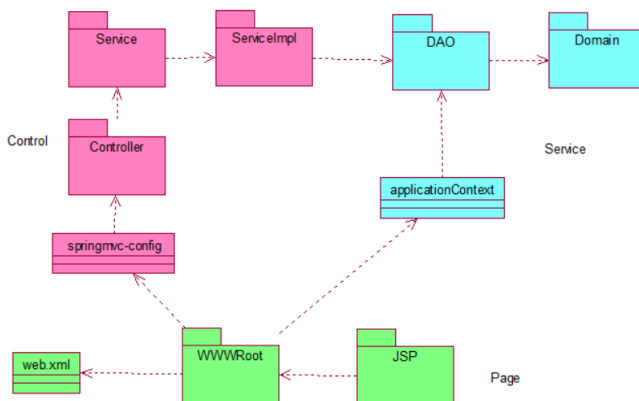 Service
ServiceImpl
DAO
Domain
Control
Controller
Service
applicationContext
springmvc-config
web.xml
WWWRoot
JSP
Page